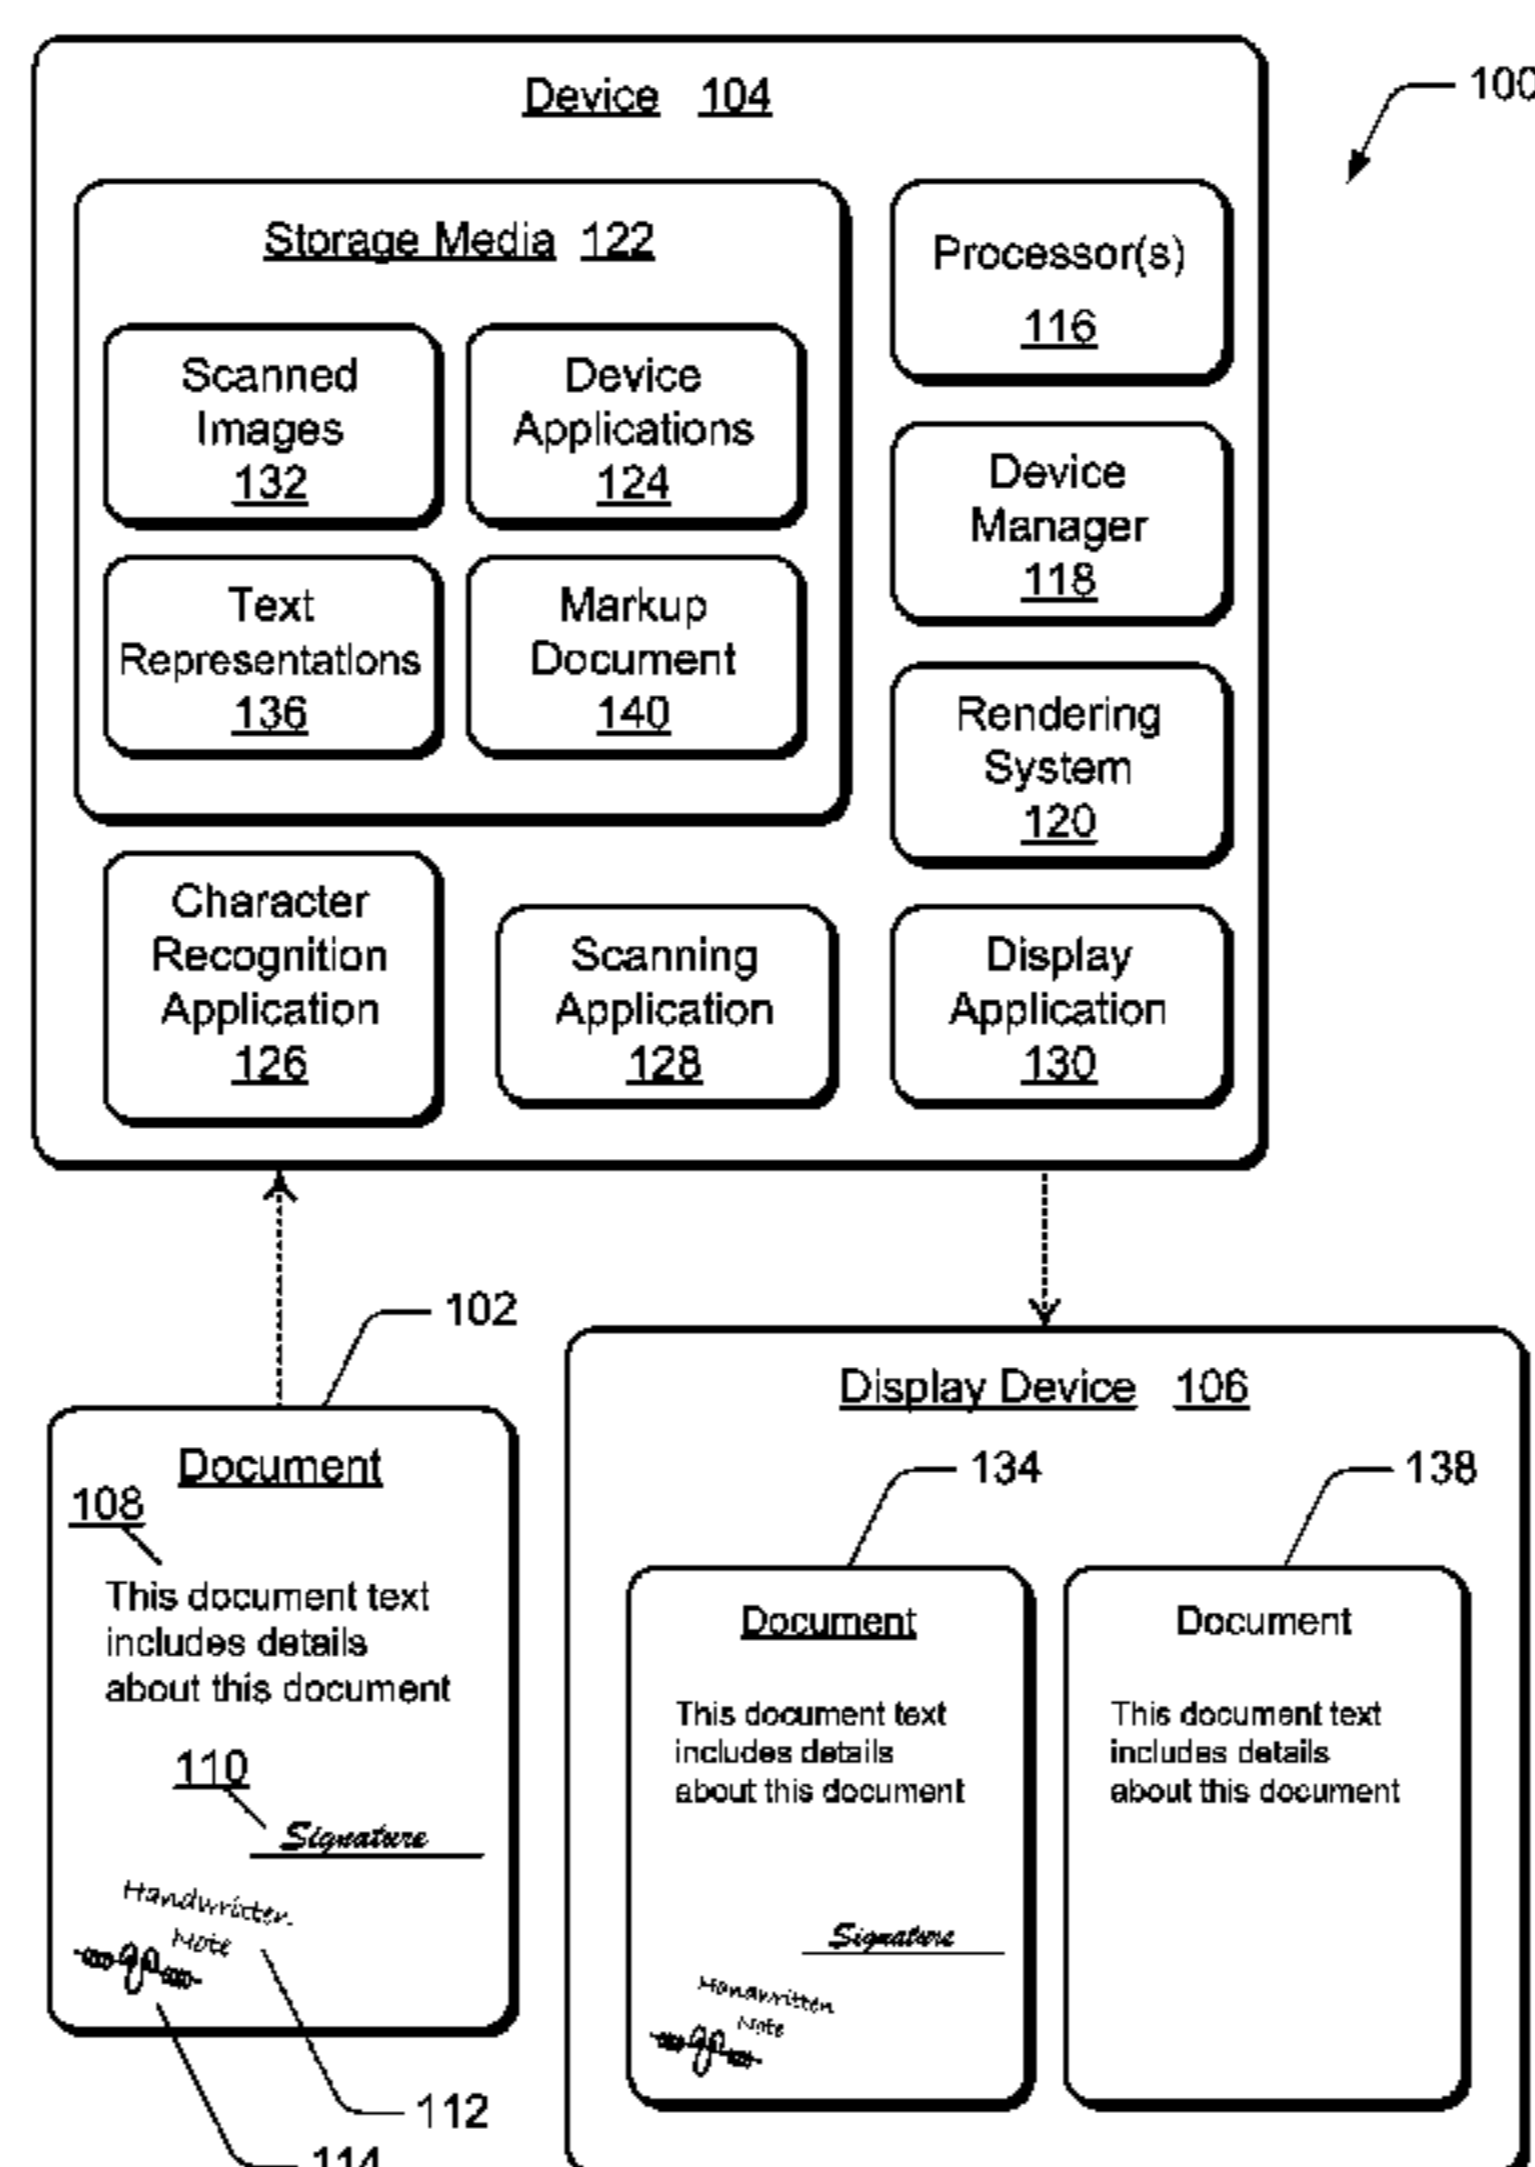 Device 104
100
Storage Media 122
Processor(s)
116
Scanned
Images
132
Device
Applications
124
Device
Manager
118
Text
Representations
136
Markup
Document
140
Rendering
System
120
Character
Recognition
Application
126
Scanning
Application
128
Display
Application
130
102
Document
108
This document text
includes details
about this document
110
Signature
Handwritten
Note
112
114
Display Device 106
134
138
Document
This document text
includes details
about this document
Signature
Handwritten
Note
Document
This document text
includes details
about this document